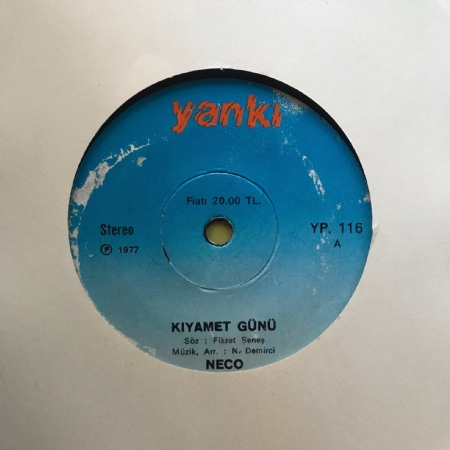 yankı
Fiatı 20.00 TL.
Stereo
YP. 116
℗ 1977
A
KIYAMET GÜNÜ
Söz : Fikret Şeneş
Müzik, Arr. : N. Demirci
NECO